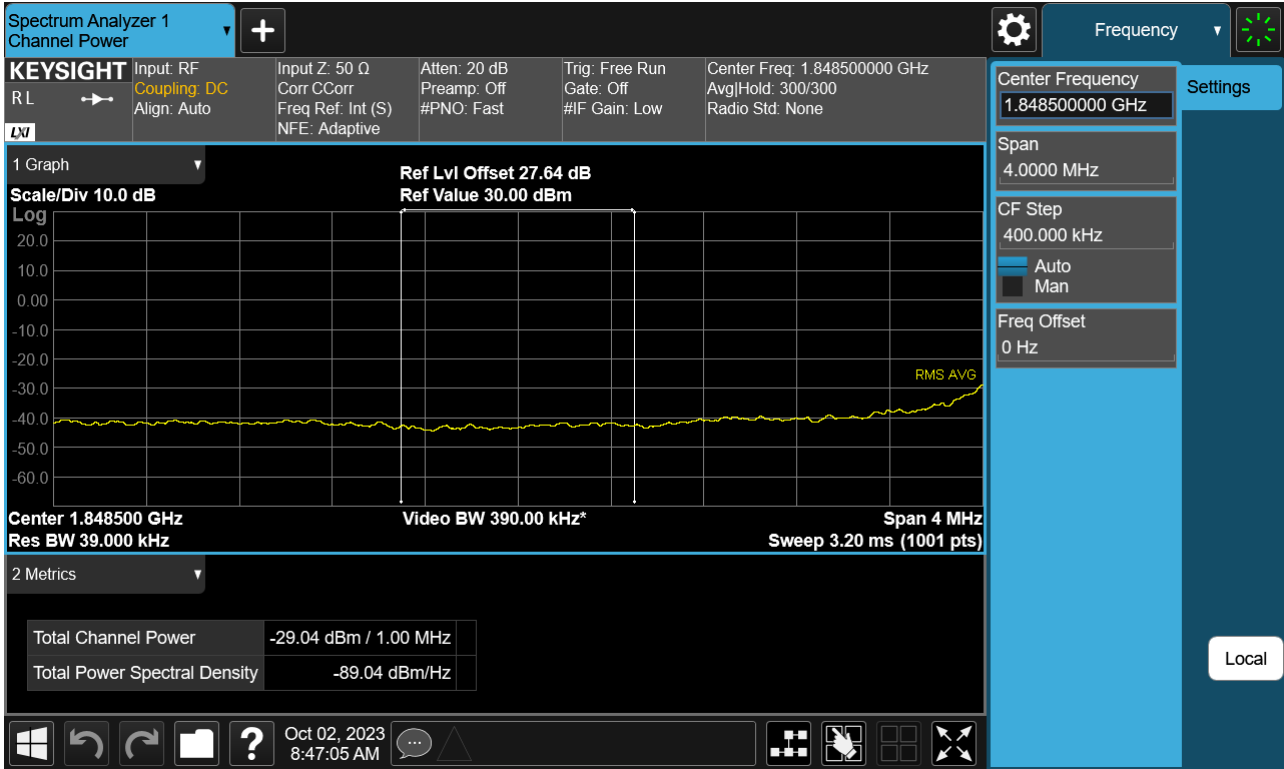 Spectrum Analyzer 1
Channel Power
+
Frequency
KEYSIGHT
R L
LXI
Input: RF
Coupling: DC
Align: Auto
Input Z: 50 Ω
Corr CCorr
Freq Ref: Int (S)
NFE: Adaptive
Atten: 20 dB
Preamp: Off
#PNO: Fast
Trig: Free Run
Gate: Off
#IF Gain: Low
Center Freq: 1.848500000 GHz
Avg|Hold: 300/300
Radio Std: None
Center Frequency
1.848500000 GHz
Settings
Span
4.0000 MHz
CF Step
400.000 kHz
Auto
Man
Freq Offset
0 Hz
Local
1 Graph
Scale/Div 10.0 dB
Ref Lvl Offset 27.64 dB
Ref Value 30.00 dBm
Log
20.0
10.0
0.00
-10.0
-20.0
-30.0
-40.0
-50.0
-60.0
RMS AVG
Center 1.848500 GHz
Video BW 390.00 kHz*
Span 4 MHz
Res BW 39.000 kHz
Sweep 3.20 ms (1001 pts)
2 Metrics
Total Channel Power -29.04 dBm / 1.00 MHz
Total Power Spectral Density -89.04 dBm/Hz
?
Oct 02, 2023
8:47:05 AM